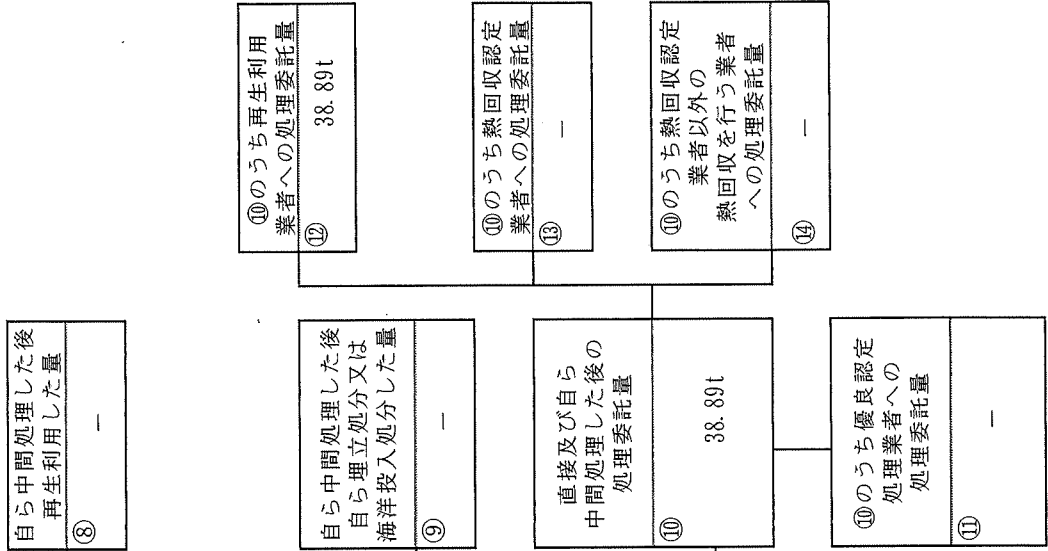 自ら中間処理した後
再生利用した量
⑧
－
自ら中間処理した後
自ら埋立処分又は
海洋投入処分した量
⑨
－
直接及び自ら
中間処理した後の
処理委託量
⑩
38.89t
⑩のうち優良認定
処理業者への
処理委託量
⑪
－
⑩のうち再生利用
業者への処理委託量
⑫
38.89t
⑩のうち熱回収認定
業者への処理委託量
⑬
－
⑩のうち熱回収認定
業者以外の
熱回収を行う業者
への処理委託量
⑭
－